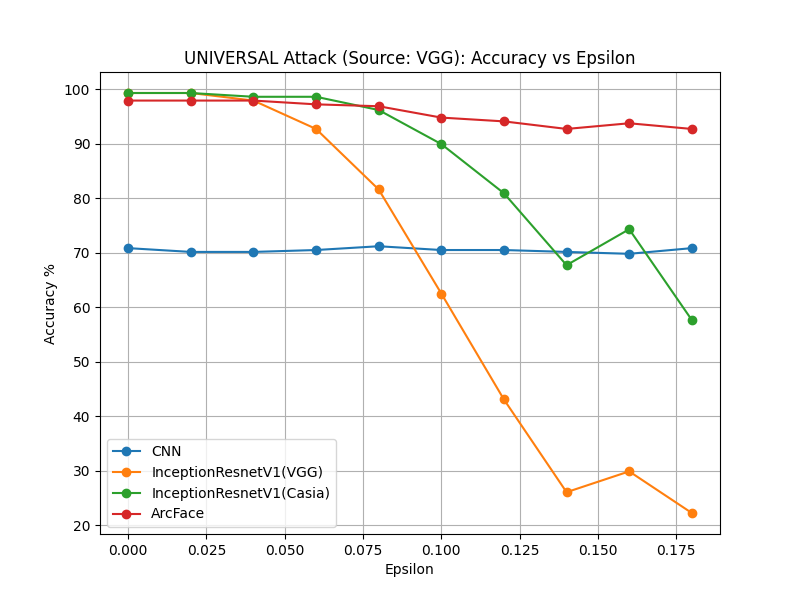 UNIVERSAL Attack (Source: VGG): Accuracy vs Epsilon
Accuracy %
100
90
80
70
60
50
40
30
20
CNN
InceptionResnetV1(VGG)
InceptionResnetV1(Casia)
ArcFace
0.000 0.025 0.050 0.075 0.100 0.125 0.150 0.175
Epsilon